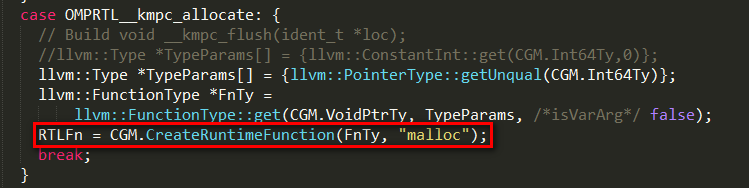 case OMPRTL__kmpc_allocate: {
// Build void __kmpc_flush(ident_t *loc);
//llvm::Type *TypeParams[] = {llvm::ConstantInt::get(CGM.Int64Ty,0)};
llvm::Type *TypeParams[] = {llvm::PointerType::getUnqual(CGM.Int64Ty)};
llvm::FunctionType *FnTy =
llvm::FunctionType::get(CGM.VoidPtrTy, TypeParams, /*isVarArg*/ false);
RTLFn = CGM.CreateRuntimeFunction(FnTy, "malloc");
break;
}